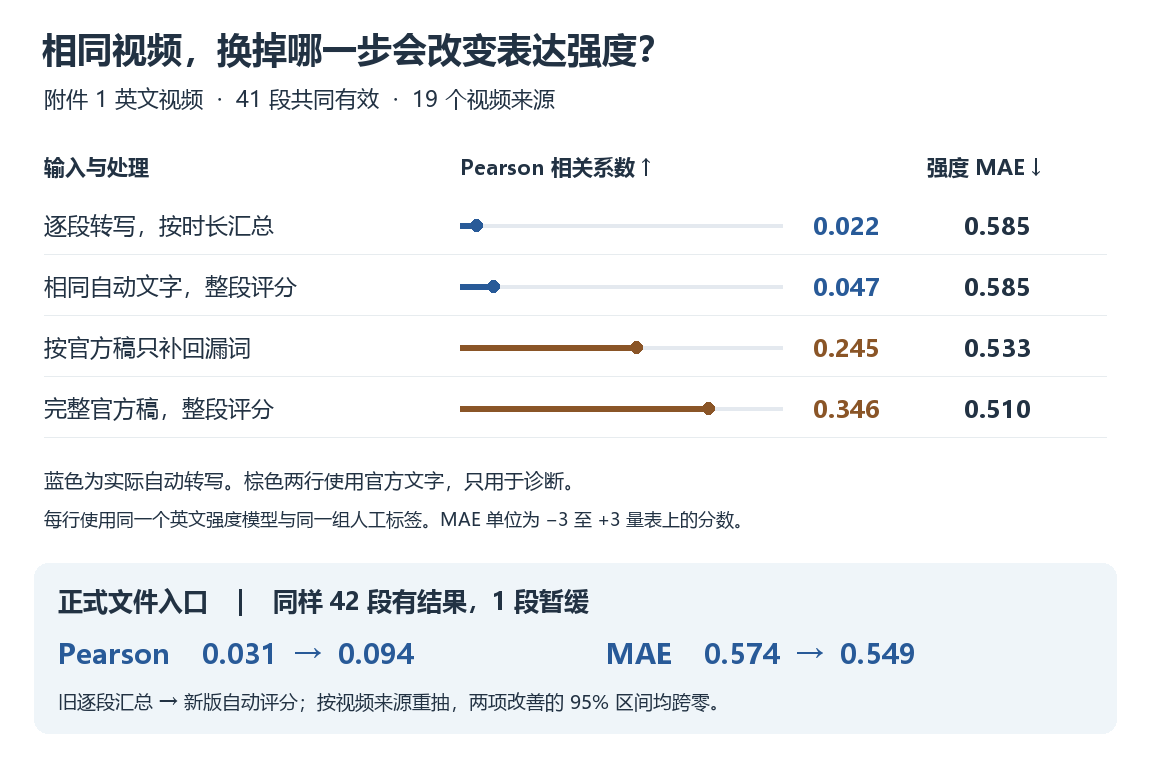 相同视频，换掉哪一步会改变表达强度？
附件 1 英文视频 · 41 段共同有效 · 19 个视频来源
输入与处理 Pearson 相关系数 ↑ 强度 MAE ↓
逐段转写，按时长汇总 0.022 0.585
相同自动文字，整段评分 0.047 0.585
按官方稿只补回漏词 0.245 0.533
完整官方稿，整段评分 0.346 0.510
蓝色为实际自动转写。棕色两行使用官方文字，只用于诊断。
每行使用同一个英文强度模型与同一组人工标签。MAE 单位为 −3 至 +3 量表上的分数。
正式文件入口 | 同样 42 段有结果，1 段暂缓
Pearson 0.031 → 0.094 MAE 0.574 → 0.549
旧逐段汇总 → 新版自动评分；按视频来源重抽，两项改善的 95% 区间均跨零。